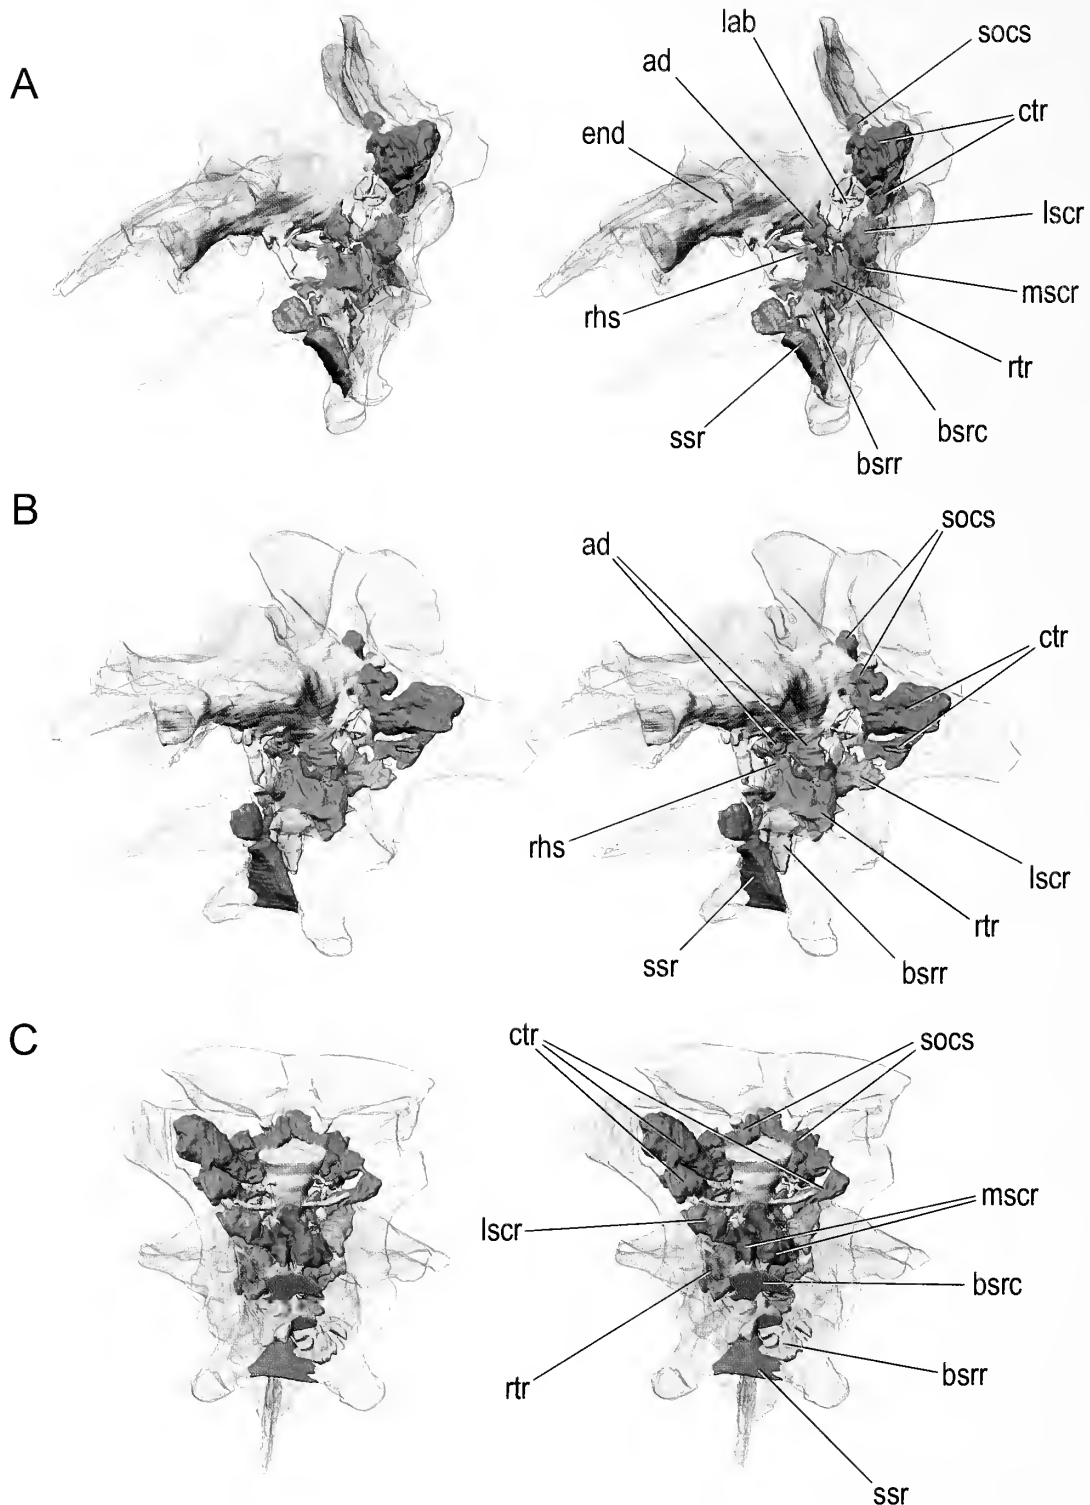 A
lab
socs
ad
ctr
end
lscr
mscr
rhs
rtr
ssr
bsrc
bsrr
B
socs
ad
ctr
rhs
lscr
rtr
ssr
bsrr
C
ctr
socs
mscr
lscr
bsrc
bsrr
rtr
ssr